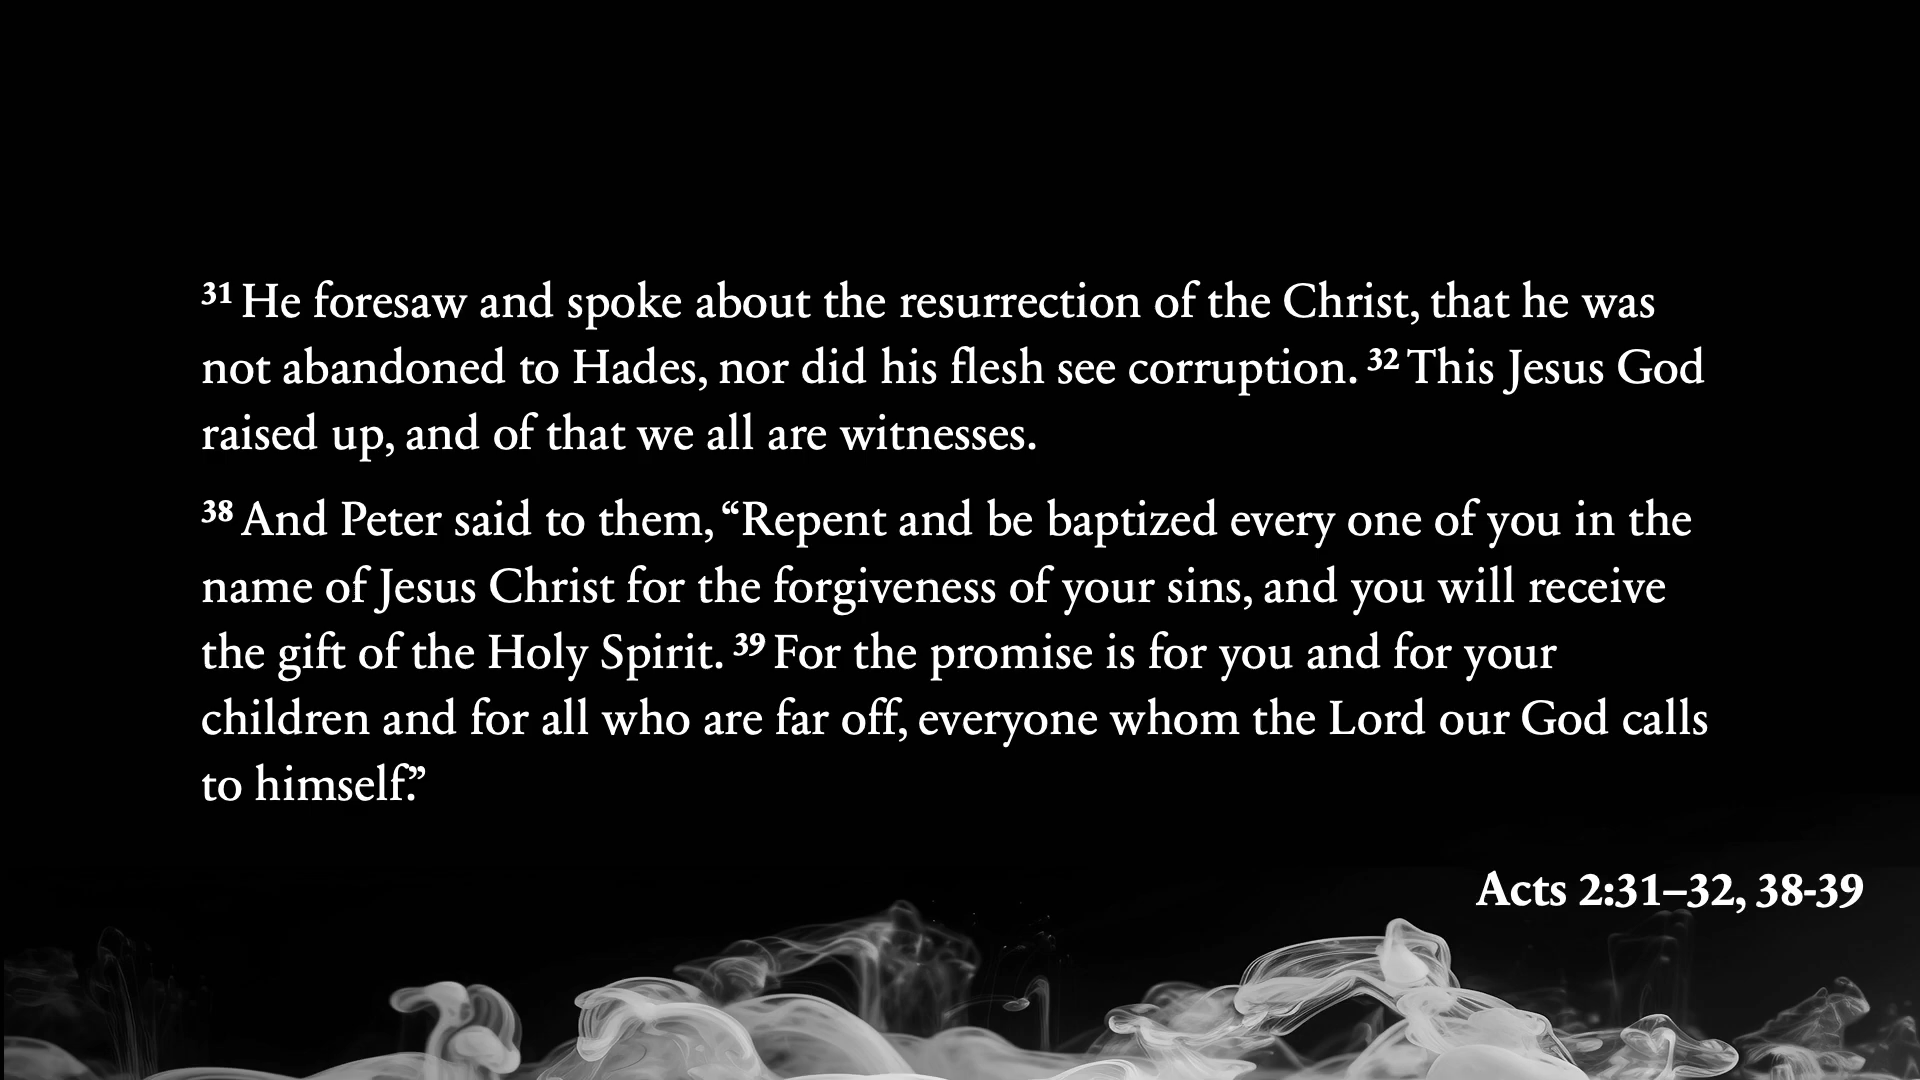 31 He foresaw and spoke about the resurrection of the Christ, that he was
not abandoned to Hades, nor did his flesh see corruption. 32 This Jesus God
raised up, and of that we all are witnesses.
38 And Peter said to them, “Repent and be baptized every one of you in the
name of Jesus Christ for the forgiveness of your sins, and you will receive
the gift of the Holy Spirit. 39 For the promise is for you and for your
children and for all who are far off, everyone whom the Lord our God calls
to himself.”
Acts 2:31–32, 38-39